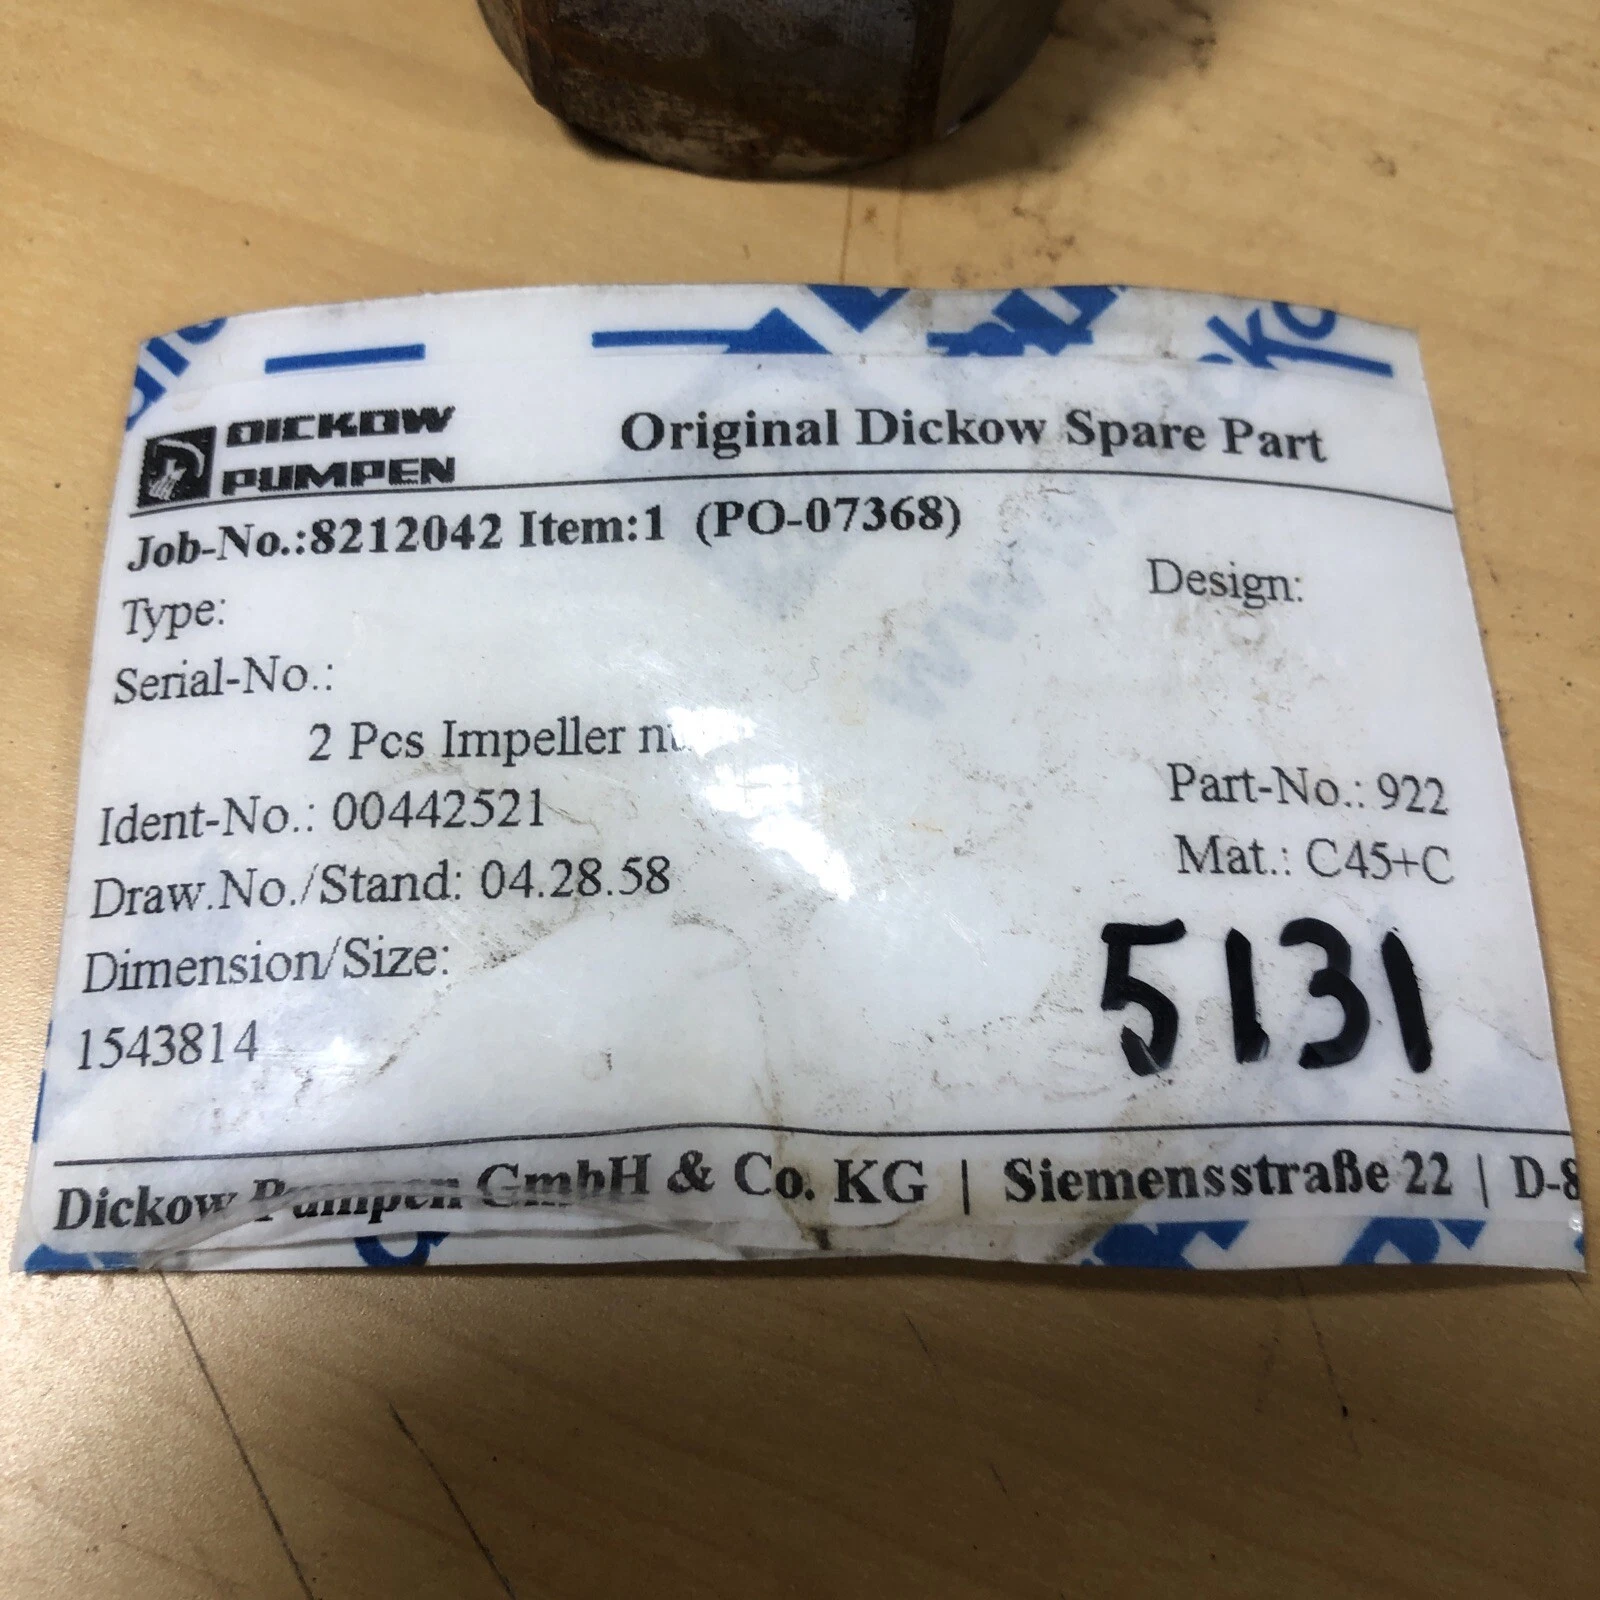 DICKOW
PUMPEN
Original Dickow Spare Part
Job-No.:8212042 Item:1 (PO-07368)
Type:
Design:
Serial-No.:
2 Pcs Impeller
Ident-No.: 00442521
Part-No.: 922
Draw.No./Stand: 04.28.58
Mat.: C45+C
Dimension/Size:
5131
1543814
Dickow Pumpen GmbH & Co. KG | Siemensstraße 22 | D-8